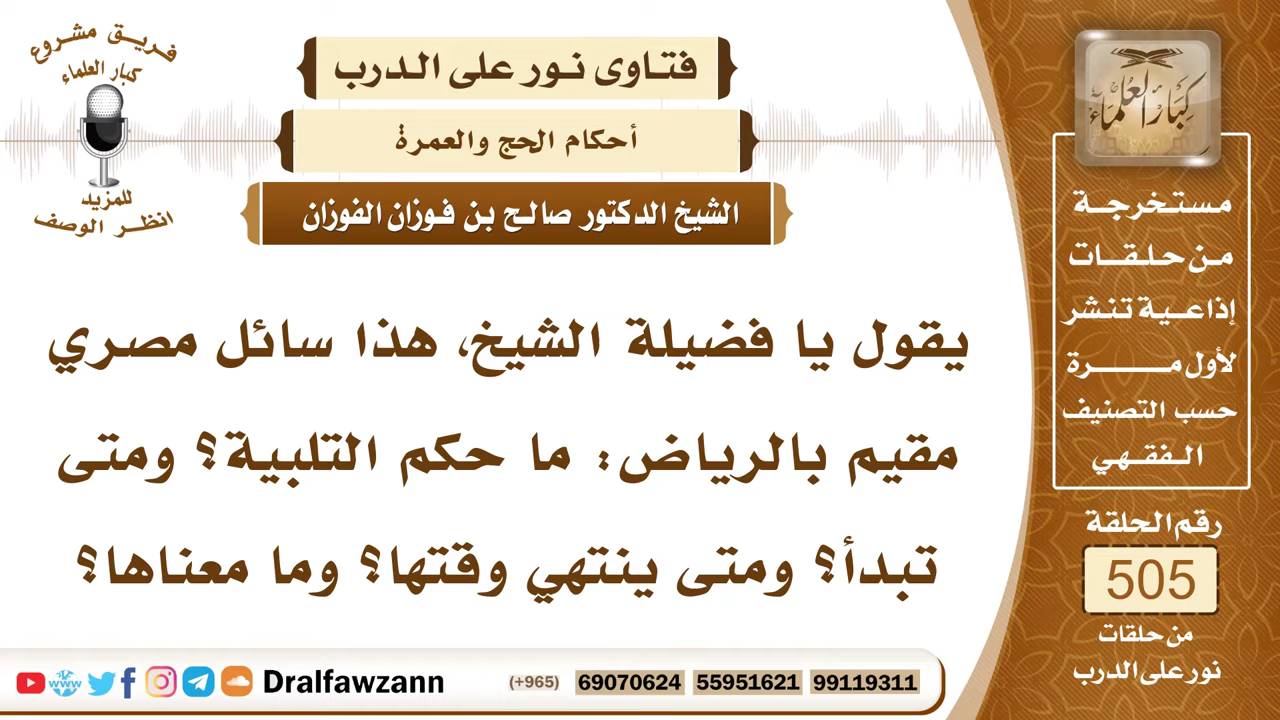 فريق مشروع
كبار العلماء
للمزيد
انظر الوصف
فتاوى نور على الدرب
أحكام الحج والعمرة
الشيخ الدكتور صالح بن فوزان الفوزان
يقول يا فضيلة الشيخ، هذا سائل مصري
مقيم بالرياض: ما حكم التلبية؟ ومتى
تبدأ؟ ومتى ينتهي وقتها؟ وما معناها؟
كبار العلماء
مستخرجة
من حلقات
إذاعية تنشر
لأول مرة
حسب التصنيف
الفقهي
رقم الحلقة
505
من حلقات
نور على الدرب
www Dralfawzann (+965) 69070624 55951621 99119311